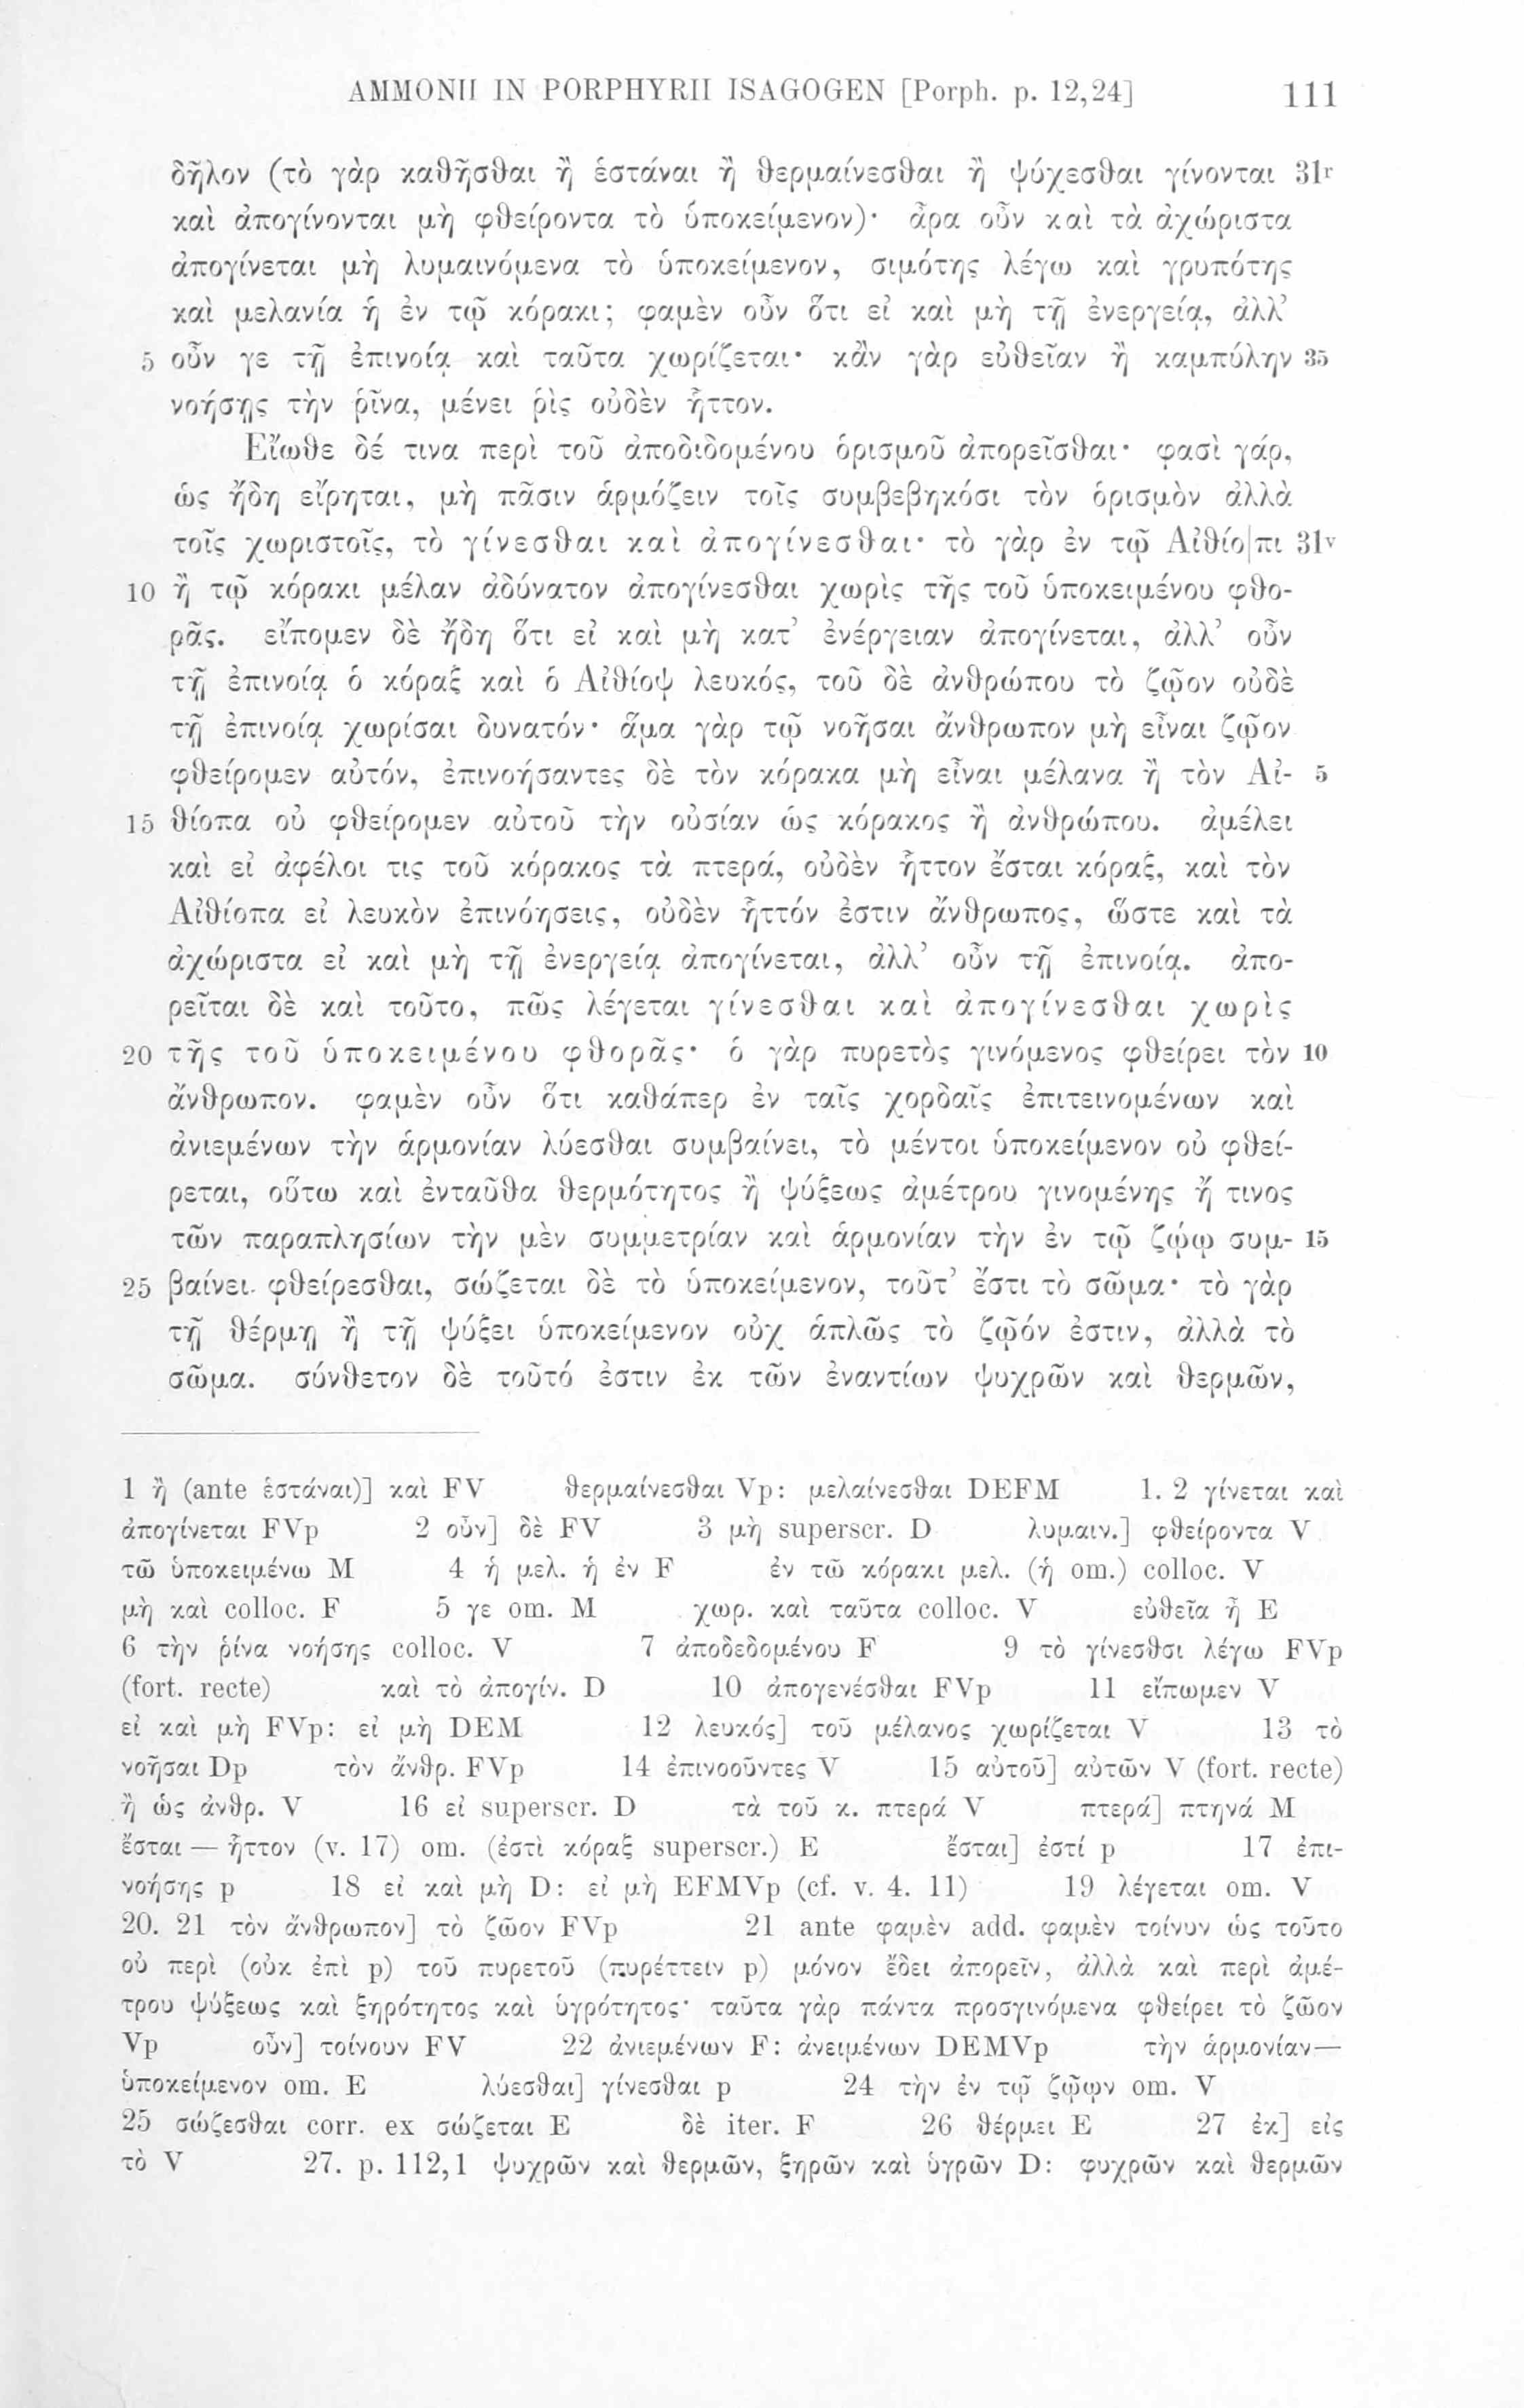 AMMONII IN PORPHYRII ISAGOGEN [Porph. p. 12,24] 111
δῆλον (τὸ γὰρ καθῆσθαι ἢ ἑστάναι ἢ θερμαίνεσθαι ἢ ψύχεσθαι γίνονται 31r
καὶ ἀπογίνονται μὴ φθείροντα τὸ ὑποκείμενον)· ἆρα οὖν καὶ τὰ ἀχώριστα
ἀπογίνεται μὴ λυμαινόμενα τὸ ὑποκείμενον, σιμότης λέγω καὶ γρυπότης
καὶ μελανία ἡ ἐν τῷ κόρακι; φαμὲν οὖν ὅτι εἰ καὶ μὴ τῇ ἐνεργείᾳ, ἀλλ’
5 οὖν γε τῇ ἐπινοίᾳ καὶ ταῦτα χωρίζεται· κἂν γὰρ εὐθεῖαν ἢ καμπύλην 35
νοήσῃς τὴν ῥῖνα, μένει ῥὶς οὐδὲν ἧττον.
Εἴωθε δέ τινα περὶ τοῦ ἀποδιδομένου ὁρισμοῦ ἀπορεῖσθαι· φασὶ γάρ,
ὡς ἤδη εἴρηται, μὴ πᾶσιν ἁρμόζειν τοῖς συμβεβηκόσι τὸν ὁρισμὸν ἀλλὰ
τοῖς χωριστοῖς, τὸ γίνεσθαι καὶ ἀπογίνεσθαι· τὸ γὰρ ἐν τῷ Αἰθίο|πι 31v
10 ἢ τῷ κόρακι μέλαν ἀδύνατον ἀπογίνεσθαι χωρὶς τῆς τοῦ ὑποκειμένου φθο-
ρᾶς. εἴπομεν δὲ ἤδη ὅτι εἰ καὶ μὴ κατ’ ἐνέργειαν ἀπογίνεται, ἀλλ’ οὖν
τῇ ἐπινοίᾳ ὁ κόραξ καὶ ὁ Αἰθίοψ λευκός, τοῦ δὲ ἀνθρώπου τὸ ζῷον οὐδὲ
τῇ ἐπινοίᾳ χωρίσαι δυνατόν· ἅμα γὰρ τῷ νοῆσαι ἄνθρωπον μὴ εἶναι ζῷον
φθείρομεν αὐτόν, ἐπινοήσαντες δὲ τὸν κόρακα μὴ εἶναι μέλανα ἢ τὸν Αἰ- 5
15 θίοπα οὐ φθείρομεν αὐτοῦ τὴν οὐσίαν ὡς κόρακος ἢ ἀνθρώπου. ἀμέλει
καὶ εἰ ἀφέλοι τις τοῦ κόρακος τὰ πτερά, οὐδὲν ἧττον ἔσται κόραξ, καὶ τὸν
Αἰθίοπα εἰ λευκὸν ἐπινόησεις, οὐδὲν ἧττόν ἐστιν ἄνθρωπος, ὥστε καὶ τὰ
ἀχώριστα εἰ καὶ μὴ τῇ ἐνεργείᾳ ἀπογίνεται, ἀλλ’ οὖν τῇ ἐπινοίᾳ. ἀπο-
ρεῖται δὲ καὶ τοῦτο, πῶς λέγεται γίνεσθαι καὶ ἀπογίνεσθαι χωρὶς
20 τῆς τοῦ ὑποκειμένου φθορᾶς· ὁ γὰρ πυρετὸς γινόμενος φθείρει τὸν 10
ἄνθρωπον. φαμὲν οὖν ὅτι καθάπερ ἐν ταῖς χορδαῖς ἐπιτεινομένων καὶ
ἀνιεμένων τὴν ἁρμονίαν λύεσθαι συμβαίνει, τὸ μέντοι ὑποκείμενον οὐ φθεί-
ρεται, οὕτω καὶ ἐνταῦθα θερμότητος ἢ ψύξεως ἀμέτρου γινομένης ἤ τινος
τῶν παραπλησίων τὴν μὲν συμμετρίαν καὶ ἁρμονίαν τὴν ἐν τῷ ζῴῳ συμ- 15
25 βαίνει φθείρεσθαι, σώζεται δὲ τὸ ὑποκείμενον, τοῦτ’ ἔστι τὸ σῶμα· τὸ γὰρ
τῇ θέρμῃ ἢ τῇ ψύξει ὑποκείμενον οὐχ ἁπλῶς τὸ ζῷόν ἐστιν, ἀλλὰ τὸ
σῶμα. σύνθετον δὲ τοῦτό ἐστιν ἐκ τῶν ἐναντίων ψυχρῶν καὶ θερμῶν,
1 ἢ (ante ἑστάναι)] καὶ FV θερμαίνεσθαι Vp: μελαίνεσθαι DEFM 1. 2 γίνεται καὶ
ἀπογίνεται FVp 2 οὖν] δὲ FV 3 μὴ superscr. D λυμαιν.] φθείροντα V
τῶ ὑποκειμένω M 4 ἡ μελ. ἡ ἐν F ἐν τῶ κόρακι μελ. (ἡ om.) colloc. V
μὴ καὶ colloc. F 5 γε om. M χωρ. καὶ ταῦτα colloc. V εὐθεῖα ἢ E
6 τὴν ῥίνα νοήσης colloc. V 7 ἀποδεδομένου F 9 τὸ γίνεσθσι λέγω FVp
(fort. recte) καὶ τὸ ἀπογίν. D 10 ἀπογενέσθαι FVp 11 εἴπωμεν V
εἰ καὶ μὴ FVp: εἰ μὴ DEM 12 λευκός] τοῦ μέλανος χωρίζεται V 13 τὸ
νοῆσαι Dp τὸν ἄνθρ. FVp 14 ἐπινοοῦντες V 15 αὐτοῦ] αὐτῶν V (fort. recte)
ἢ ὡς ἀνθρ. V 16 εἰ superscr. D τὰ τοῦ κ. πτερά V πτερά] πτηνά M
ἔσται — ἧττον (v. 17) om. (ἐστὶ κόραξ superscr.) E ἔσται] ἐστί p 17 ἐπι-
νοήσης p 18 εἰ καὶ μὴ D: εἰ μὴ EFMVp (cf. v. 4. 11) 19 λέγεται om. V
20. 21 τὸν ἄνθρωπον] τὸ ζῶον FVp 21 ante φαμὲν add. φαμὲν τοίνυν ὡς τοῦτο
οὐ περὶ (οὐκ ἐπὶ p) τοῦ πυρετοῦ (πυρέττειν p) μόνον ἔδει ἀπορεῖν, ἀλλὰ καὶ περὶ ἀμέ-
τρου ψύξεως καὶ ξηρότητος καὶ ὑγρότητος· ταῦτα γὰρ πάντα προσγινόμενα φθείρει τὸ ζῶον
Vp οὖν] τοίνουν FV 22 ἀνιεμένων F: ἀνειμένων DEMVp τὴν ἁρμονίαν—
ὑποκείμενον om. E λύεσθαι] γίνεσθαι p 24 τὴν ἐν τῷ ζῴῳν om. V
25 σώζεσθαι corr. ex σώζεται E δὲ iter. F 26 θέρμει E 27 ἐκ] εἰς
τὸ V 27. p. 112,1 ψυχρῶν καὶ θερμῶν, ξηρῶν καὶ ὑγρῶν D: φυχρῶν καὶ θερμῶν